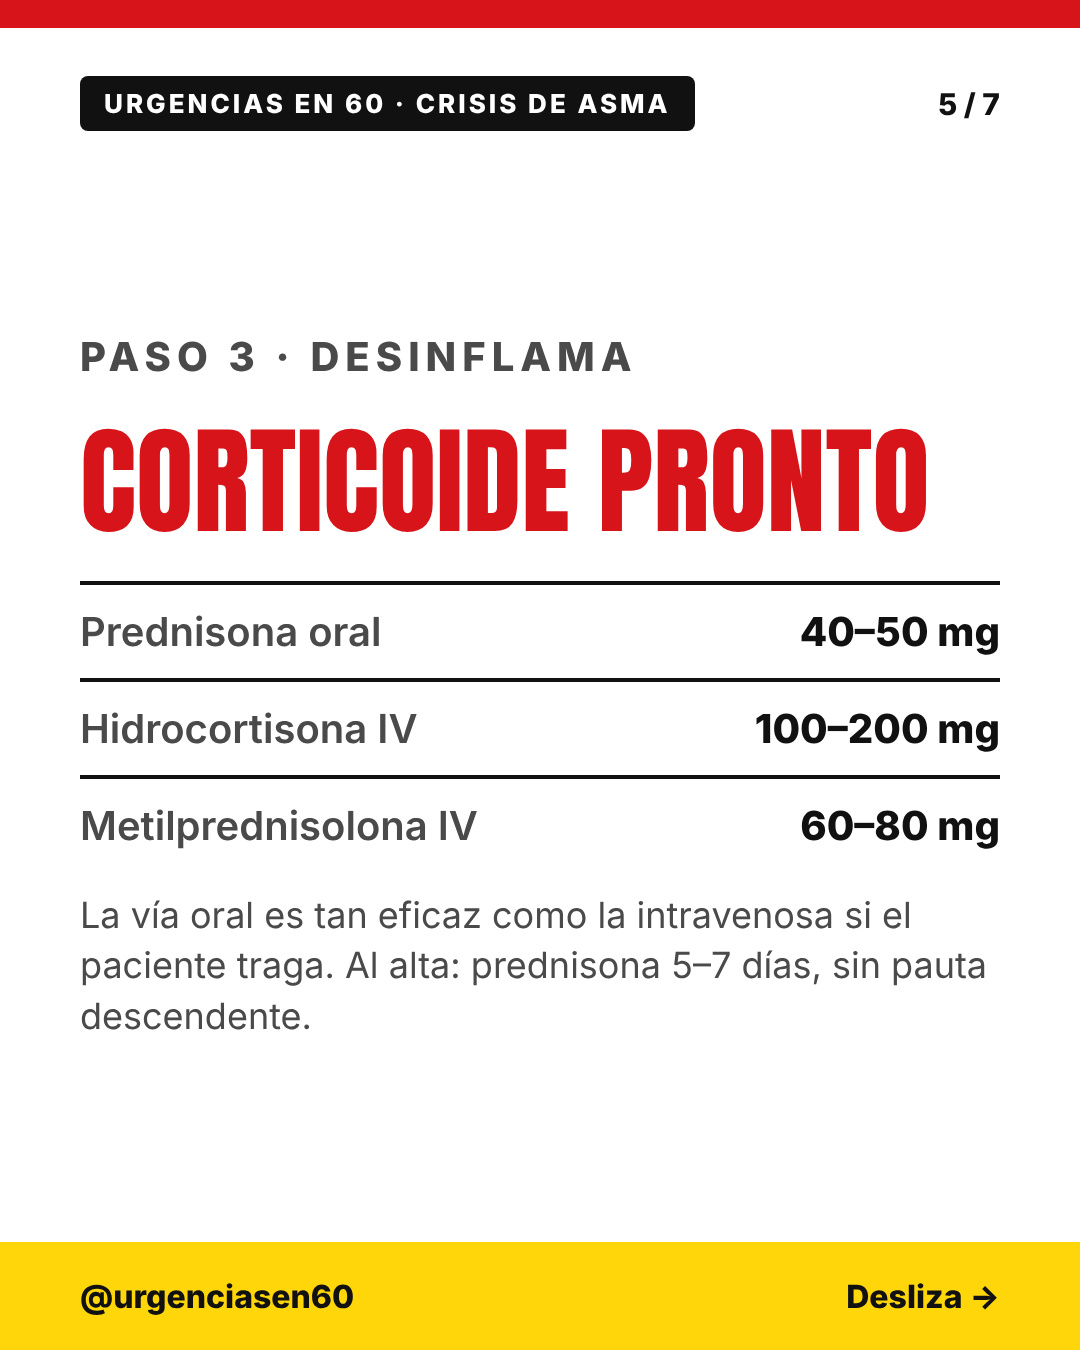 URGENCIAS EN 60 · CRISIS DE ASMA
5 / 7
PASO 3 · DESINFLAMA
CORTICOIDE PRONTO
Prednisona oral 40–50 mg
Hidrocortisona IV 100–200 mg
Metilprednisolona IV 60–80 mg
La vía oral es tan eficaz como la intravenosa si el
paciente traga. Al alta: prednisona 5–7 días, sin pauta
descendente.
@urgenciasen60
Desliza →